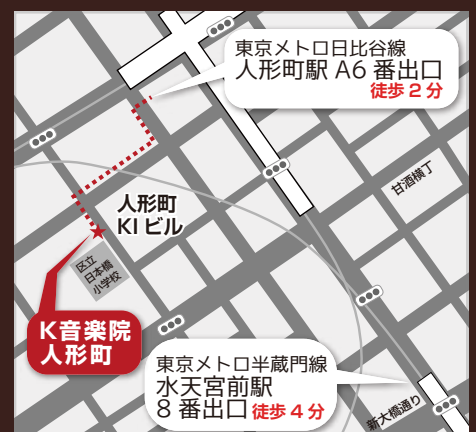 東京メトロ日比谷線
人形町駅 A6 番出口
徒歩 2 分
甘酒横丁
人形町
KI ビル
区立
日本橋
小学校
K音楽院
人形町
東京メトロ半蔵門線
水天宮前駅
8 番出口 徒歩 4 分
新大橋通り